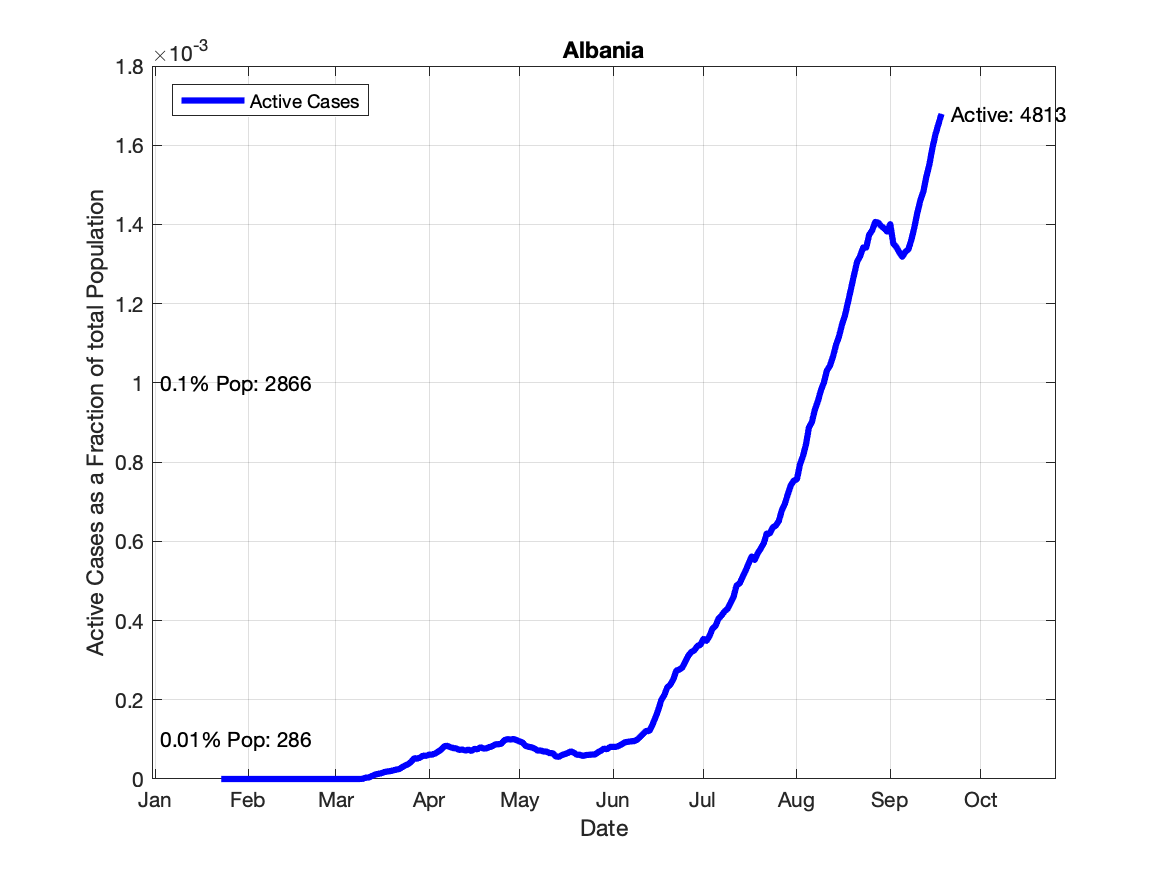 Albania
×10-3
1.8
1.6
1.4
1.2
1
0.8
0.6
0.4
0.2
0
Active Cases as a Fraction of total Population
Active Cases
Active: 4813
0.1% Pop: 2866
0.01% Pop: 286
Jan Feb Mar Apr May Jun Jul Aug Sep Oct
Date